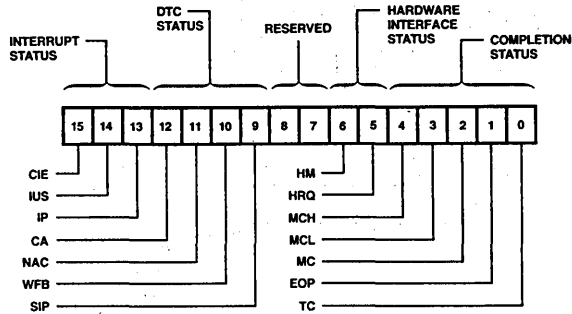 INTERRUPT
STATUS
DTC
STATUS
RESERVED
HARDWARE
INTERFACE
STATUS
COMPLETION
STATUS
15 14 13 12 11 10 9 8 7 6 5 4 3 2 1 0
CIE
IUS
IP
CA
NAC
WFB
SIP
HM
HRQ
MCH
MCL
MC
EOP
TC